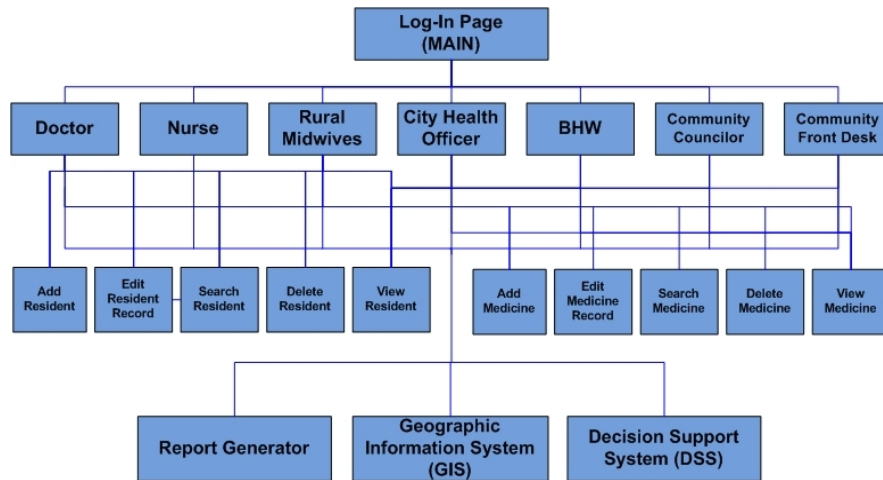 Log-In Page
(MAIN)
Doctor
Nurse
Rural
Midwives
City Health
Officer
BHW
Community
Councilor
Community
Front Desk
Add
Resident
Edit
Resident
Record
Search
Resident
Delete
Resident
View
Resident
Add
Medicine
Edit
Medicine
Record
Search
Medicine
Delete
Medicine
View
Medicine
Report Generator
Geographic
Information System
(GIS)
Decision Support
System (DSS)